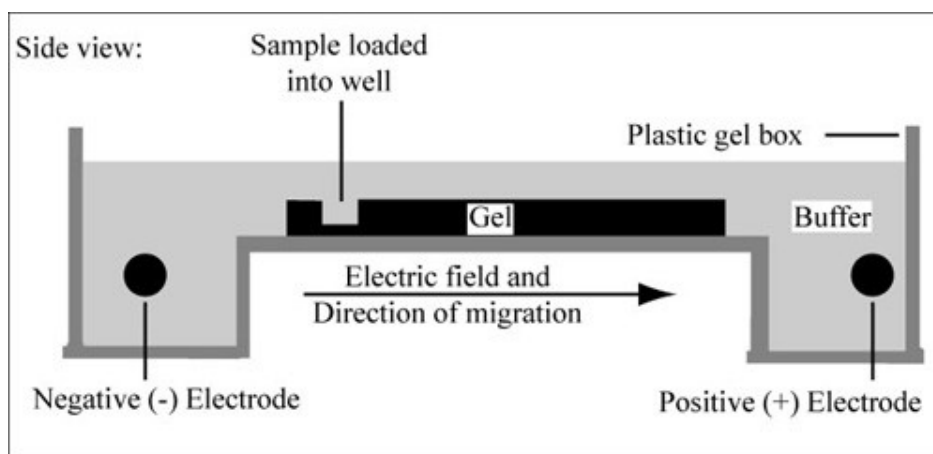 Side view:
Sample loaded
into well
Plastic gel box
Gel
Buffer
Electric field and
Direction of migration
Negative (-) Electrode
Positive (+) Electrode